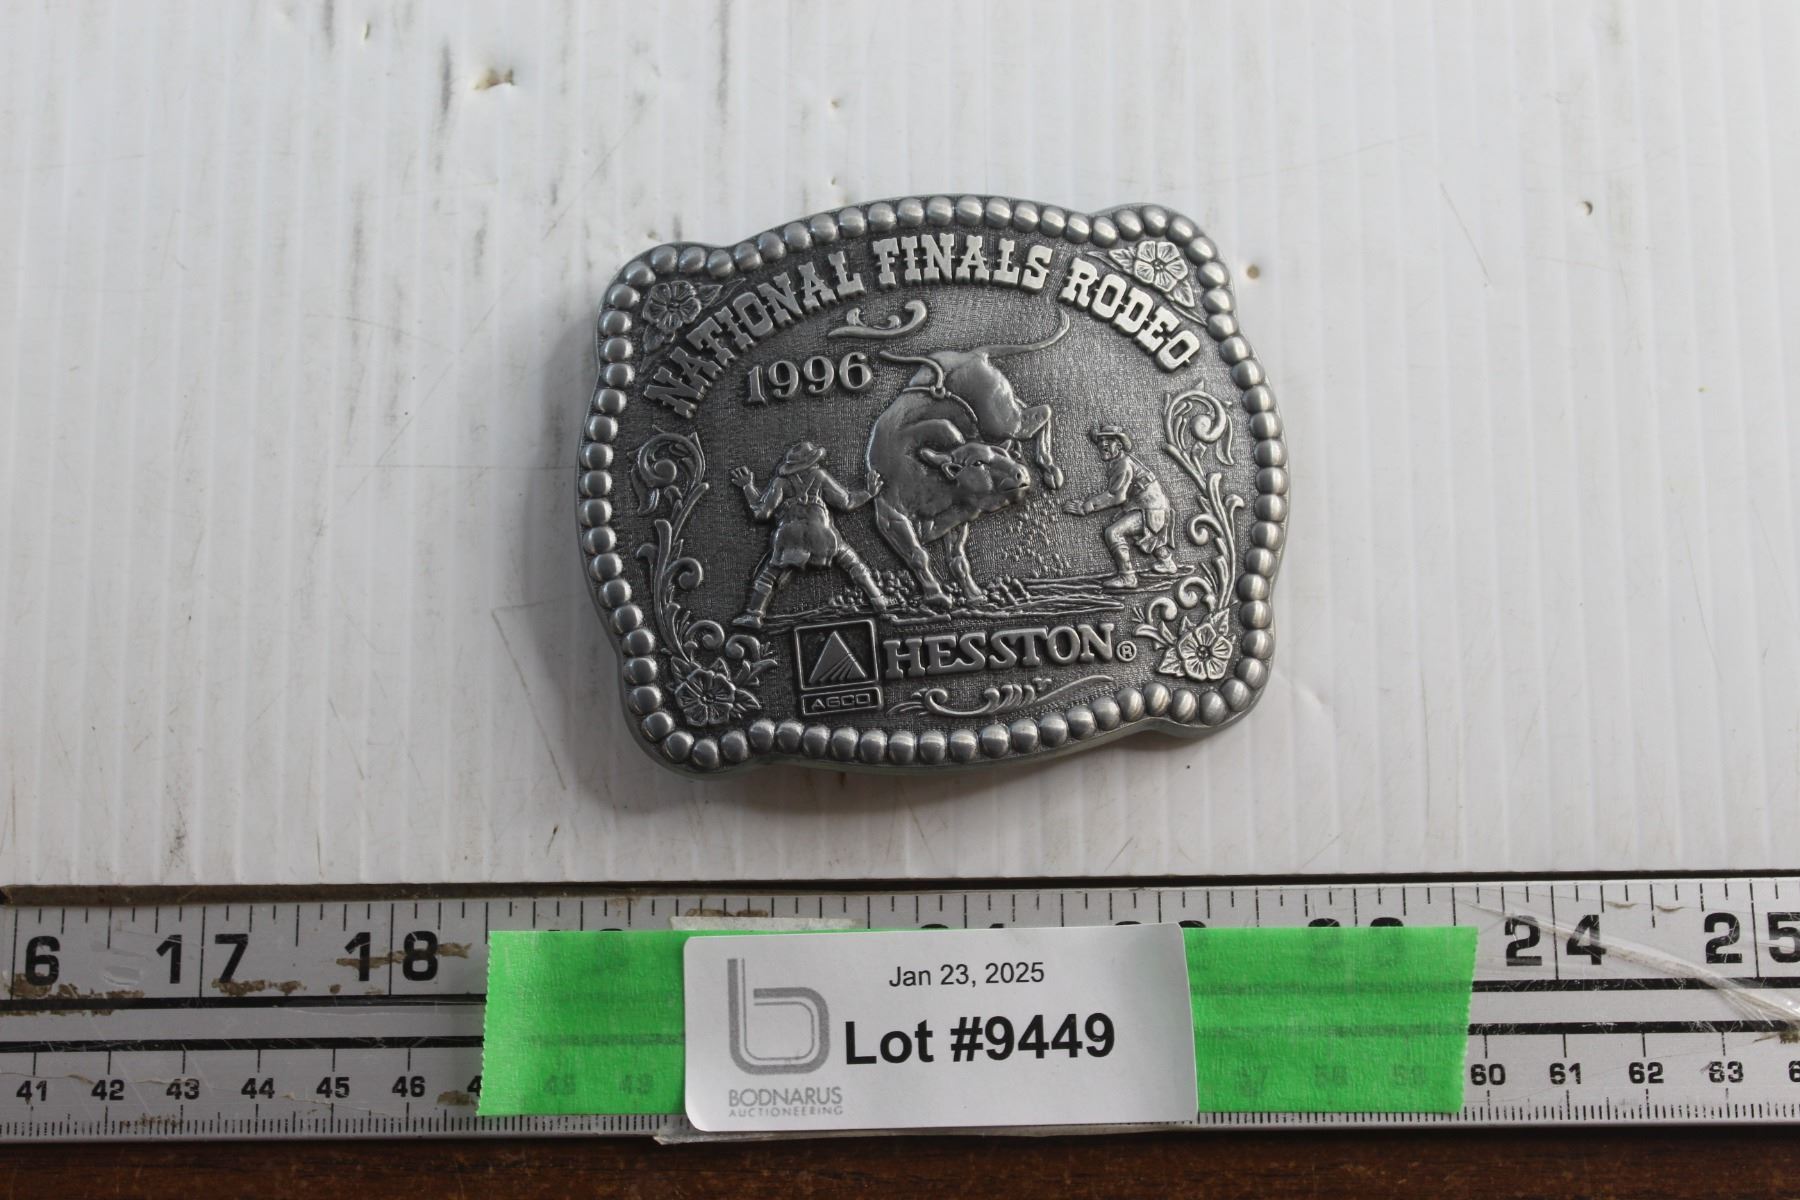 NATIONAL FINALS RODEO
1996
HESSTON®
AGCO
6 17 18 24 25
Jan 23, 2025
Lot #9449
BODNARUS
AUCTIONEERING
41 42 43 44 45 46 60 61 62 63